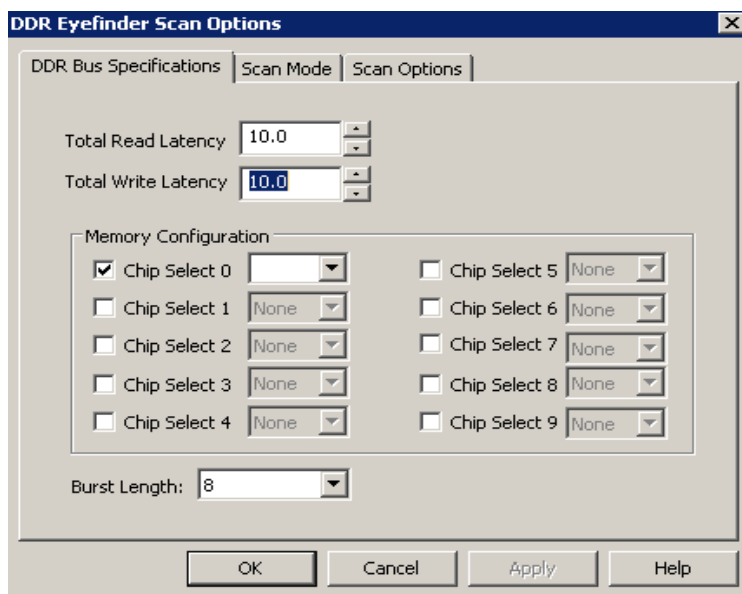 DDR Eyefinder Scan Options
DDR Bus Specifications Scan Mode Scan Options
Total Read Latency 10.0
Total Write Latency 10.0
Memory Configuration
Chip Select 0 Chip Select 5 None
Chip Select 1 None Chip Select 6 None
Chip Select 2 None Chip Select 7 None
Chip Select 3 None Chip Select 8 None
Chip Select 4 None Chip Select 9 None
Burst Length: 8
OK Cancel Apply Help